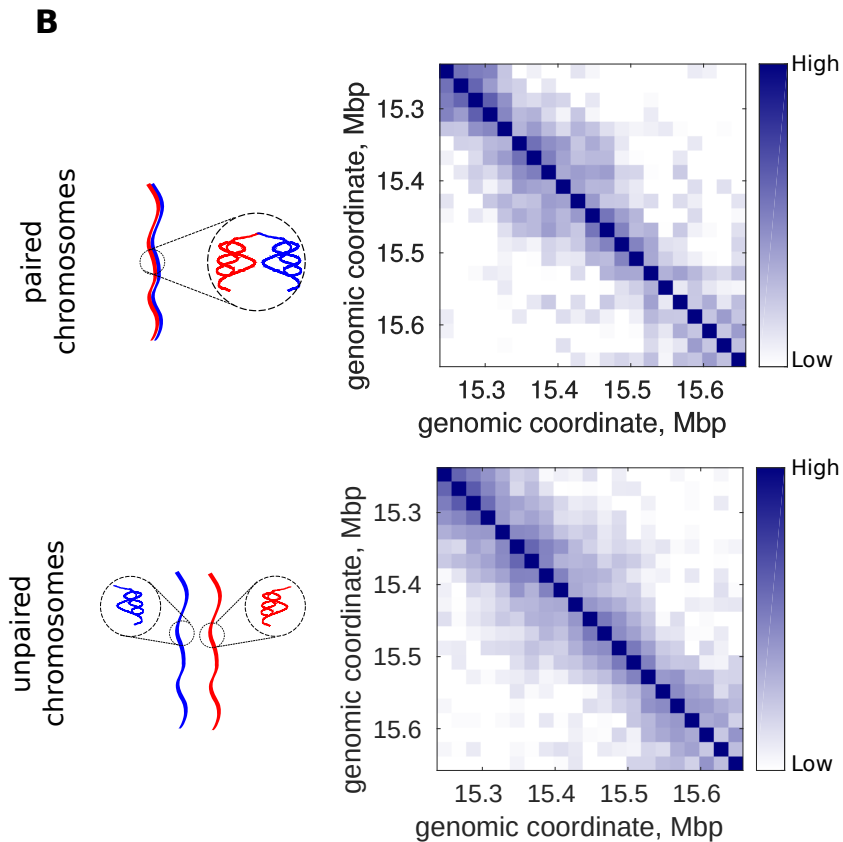 B
paired
chromosomes
genomic coordinate, Mbp
15.3
15.4
15.5
15.6
15.3 15.4 15.5 15.6
genomic coordinate, Mbp
High
Low
unpaired
chromosomes
genomic coordinate, Mbp
15.3
15.4
15.5
15.6
15.3 15.4 15.5 15.6
genomic coordinate, Mbp
High
Low